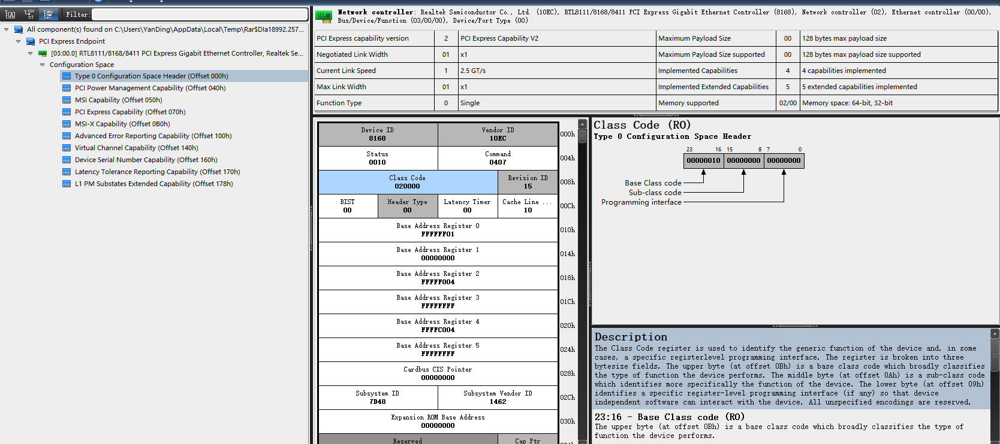 Filter:
All component(s) found on C:\Users\YanDing\AppData\Local\Temp\Rar$DIa18992.257...
PCI Express Endpoint
[03:00.0] RTL8111/8168/8411 PCI Express Gigabit Ethernet Controller, Realtek Se...
Configuration Space
Type 0 Configuration Space Header (Offset 000h)
PCI Power Management Capability (Offset 040h)
MSI Capability (Offset 050h)
PCI Express Capability (Offset 070h)
MSI-X Capability (Offset 0B0h)
Advanced Error Reporting Capability (Offset 100h)
Virtual Channel Capability (Offset 140h)
Device Serial Number Capability (Offset 160h)
Latency Tolerance Reporting Capability (Offset 170h)
L1 PM Substates Extended Capability (Offset 178h)
Network controller: Realtek Semiconductor Co., Ltd. (10EC), RTL8111/8168/8411 PCI Express Gigabit Ethernet Controller (8168), Network controller (02), Ethernet controller (00/00),
Bus/Device/Function (03/00/00), Device/Port Type (00)
PCI Express capability version 2 PCI Express Capability V2 Maximum Payload Size 00 128 bytes max payload size
Negotiated Link Width 01 x1 Maximum Payload Size supported 00 128 bytes max payload size supported
Current Link Speed 1 2.5 GT/s Implemented Capabilities 4 4 capabilities implemented
Max Link Width 01 x1 Implemented Extended Capabilities 5 5 extended capabilities implemented
Function Type 0 Single Memory supported 02/00 Memory space: 64-bit, 32-bit
Device ID Vendor ID
8168 10EC 000h
Status Command
0010 0407 004h
Class Code Revision ID
020000 15 008h
BIST Header Type Latency Timer Cache Line ...
00 00 00 10 00Ch
Base Address Register 0
FFFFFF01 010h
Base Address Register 1
00000000 014h
Base Address Register 2
FFFFF004 018h
Base Address Register 3
FFFFFFFF 01Ch
Base Address Register 4
FFFFC004 020h
Base Address Register 5
FFFFFFFF 024h
Cardbus CIS Pointer
00000000 028h
Subsystem ID Subsystem Vendor ID
7D48 1462 02Ch
Expansion ROM Base Address
00000000 030h
Reserved Cap Ptr
Class Code (RO)
Type 0 Configuration Space Header
23 16 15 8 7 0
00000010 00000000 00000000
Base Class code
Sub-class code
Programming interface
Description
The Class Code register is used to identify the generic function of the device and, in some
cases, a specific registerlevel programming interface. The register is broken into three
bytesize fields. The upper byte (at offset 0Bh) is a base class code which broadly classifies
the type of function the device performs. The middle byte (at offset 0Ah) is a sub-class code
which identifies more specifically the function of the device. The lower byte (at offset 09h)
identifies a specific register-level programming interface (if any) so that device
independent software can interact with the device. All unspecified encodings are reserved.
23:16 - Base Class code (RO)
The upper byte (at offset 0Bh) is a base class code which broadly classifies the type of
function the device performs.